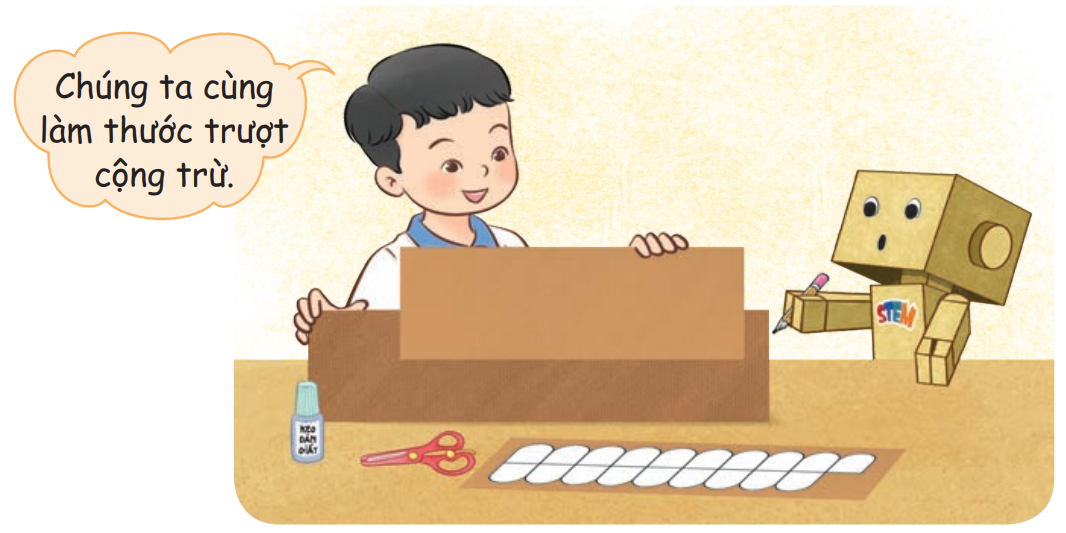 Chúng ta cùng
làm thước trượt
cộng trừ.
STEM
KEO
DÁN
GIẤY